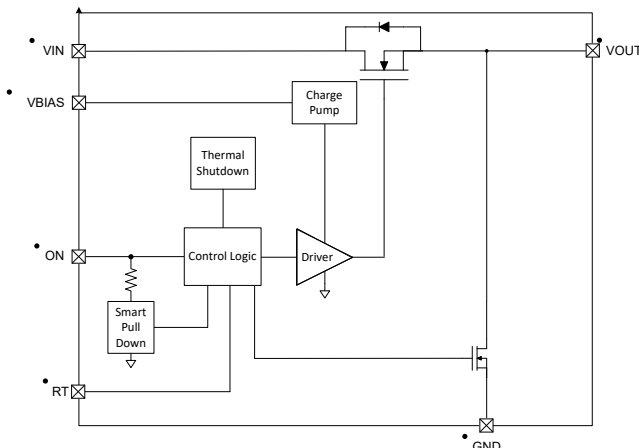 VIN
VOUT
VBIAS
Charge
Pump
Thermal
Shutdown
ON
Control Logic
Driver
Smart
Pull
Down
RT
GND